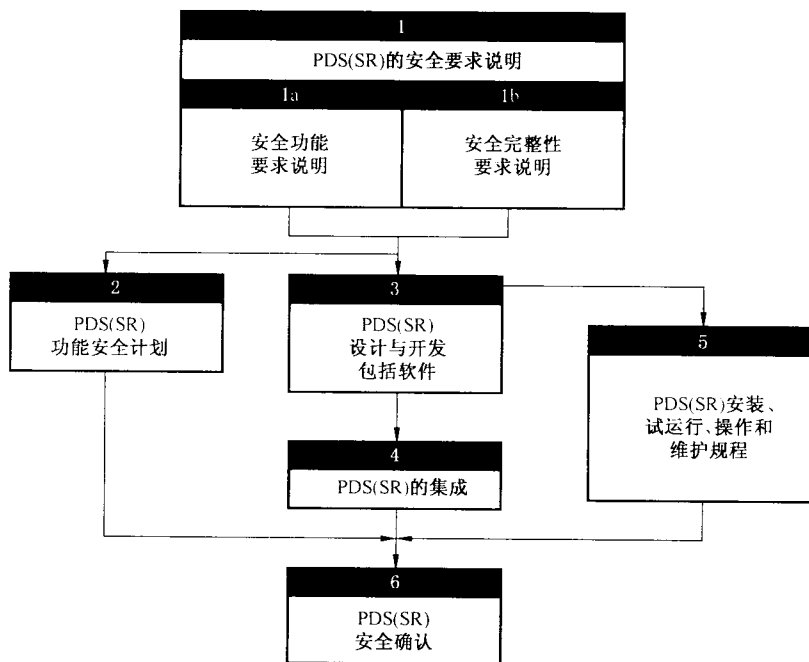 1
PDS(SR)的安全要求说明
1a
1b
安全功能
要求说明
安全完整性
要求说明
2
PDS(SR)
功能安全计划
3
PDS(SR)
设计与开发
包括软件
5
PDS(SR)安装、
试运行、操作和
维护规程
4
PDS(SR)的集成
6
PDS(SR)
安全确认